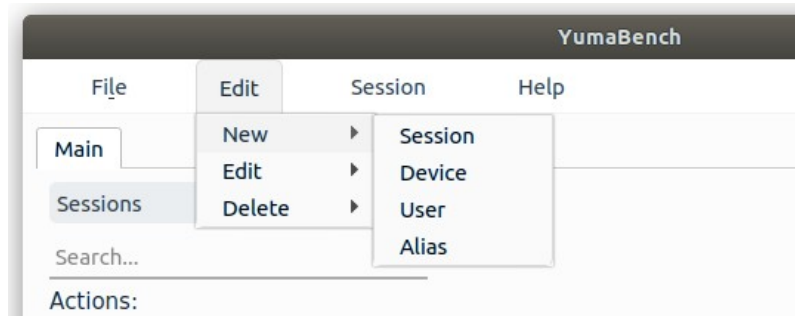 YumaBench
File Edit Session Help
Main
New
Edit
Delete
Session
Device
User
Alias
Sessions
Search...
Actions: